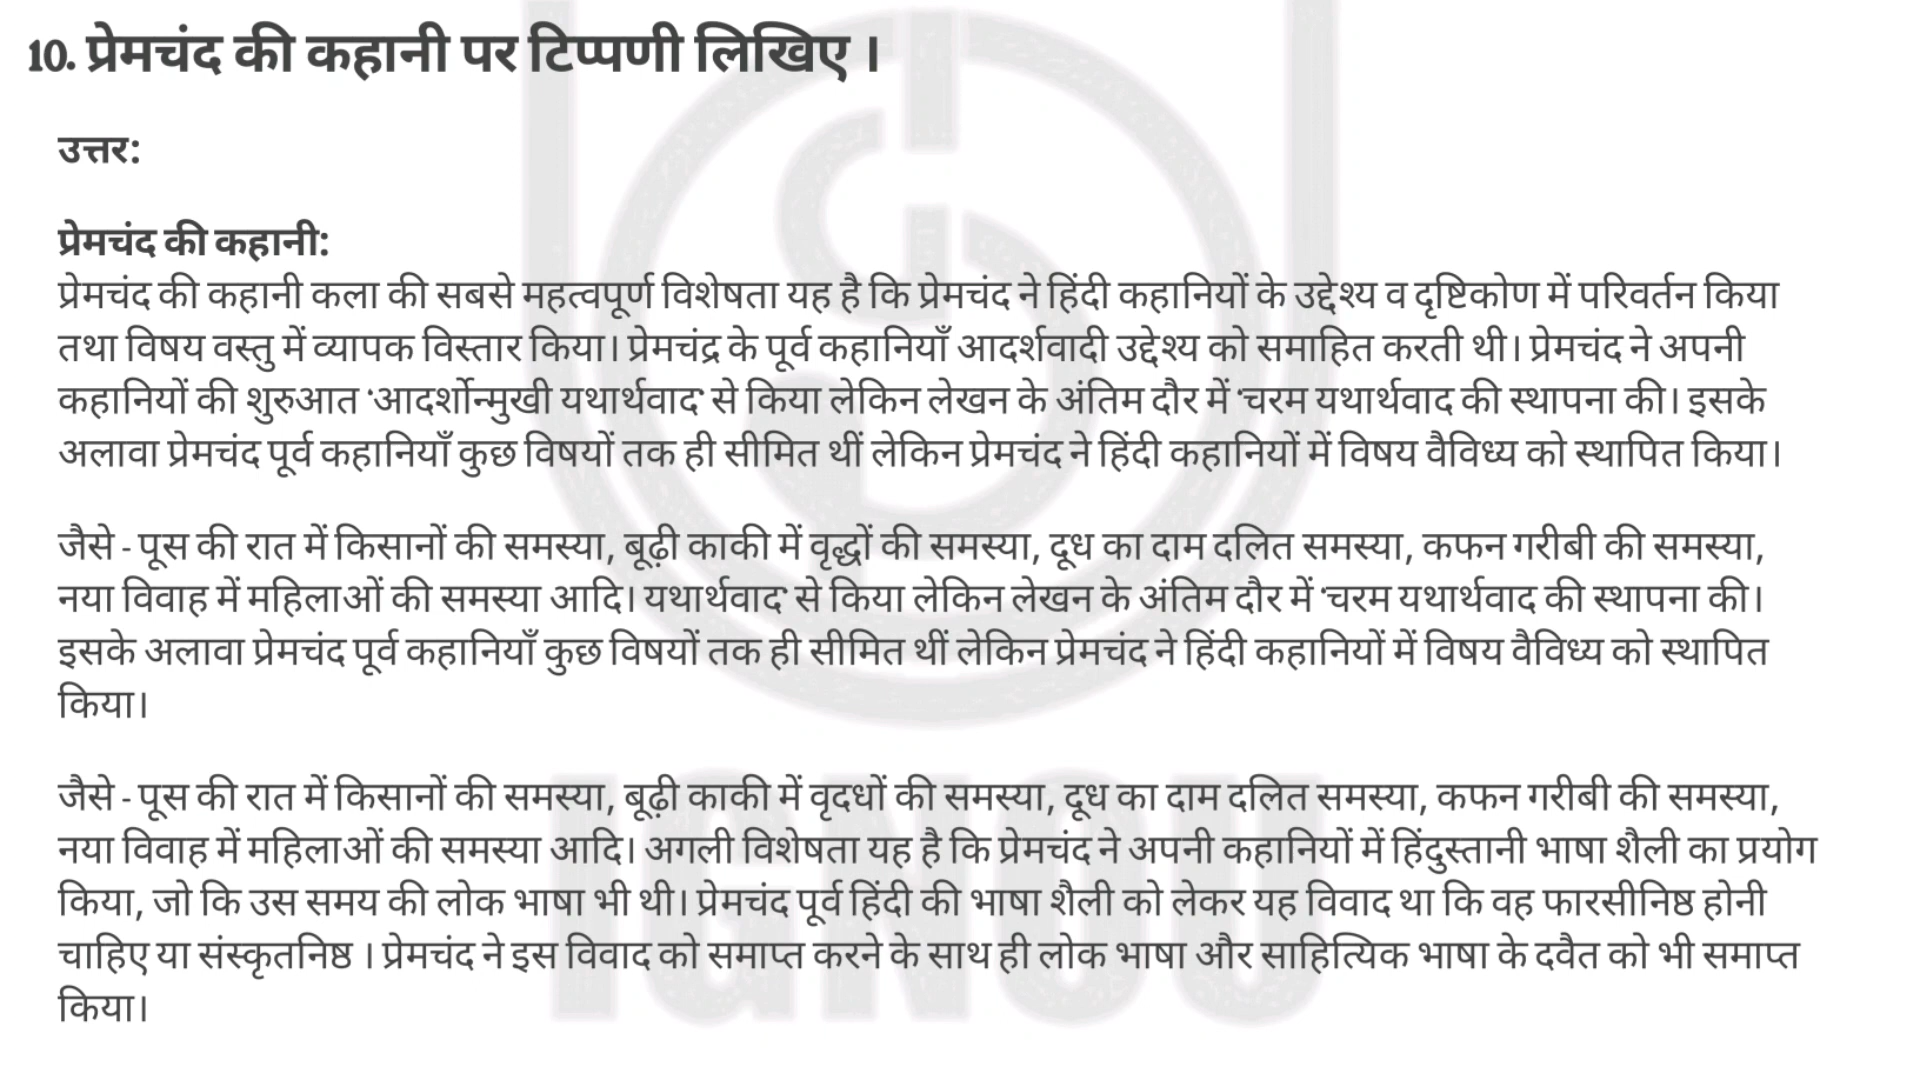 10. प्रेमचंद की कहानी पर टिप्पणी लिखिए ।
उत्तर:
प्रेमचंद की कहानी:
प्रेमचंद की कहानी कला की सबसे महत्वपूर्ण विशेषता यह है कि प्रेमचंद ने हिंदी कहानियों के उद्देश्य व दृष्टिकोण में परिवर्तन किया
तथा विषय वस्तु में व्यापक विस्तार किया। प्रेमचंद्र के पूर्व कहानियाँ आदर्शवादी उद्देश्य को समाहित करती थी। प्रेमचंद ने अपनी
कहानियों की शुरुआत 'आदर्शोन्मुखी यथार्थवाद' से किया लेकिन लेखन के अंतिम दौर में 'चरम यथार्थवाद की स्थापना की। इसके
अलावा प्रेमचंद पूर्व कहानियाँ कुछ विषयों तक ही सीमित थीं लेकिन प्रेमचंद ने हिंदी कहानियों में विषय वैविध्य को स्थापित किया।
जैसे - पूस की रात में किसानों की समस्या, बूढ़ी काकी में वृद्धों की समस्या, दूध का दाम दलित समस्या, कफन गरीबी की समस्या,
नया विवाह में महिलाओं की समस्या आदि। यथार्थवाद' से किया लेकिन लेखन के अंतिम दौर में 'चरम यथार्थवाद की स्थापना की।
इसके अलावा प्रेमचंद पूर्व कहानियाँ कुछ विषयों तक ही सीमित थीं लेकिन प्रेमचंद ने हिंदी कहानियों में विषय वैविध्य को स्थापित
किया।
जैसे - पूस की रात में किसानों की समस्या, बूढ़ी काकी में वृदधों की समस्या, दूध का दाम दलित समस्या, कफन गरीबी की समस्या,
नया विवाह में महिलाओं की समस्या आदि। अगली विशेषता यह है कि प्रेमचंद ने अपनी कहानियों में हिंदुस्तानी भाषा शैली का प्रयोग
किया, जो कि उस समय की लोक भाषा भी थी। प्रेमचंद पूर्व हिंदी की भाषा शैली को लेकर यह विवाद था कि वह फारसीनिष्ठ होनी
चाहिए या संस्कृतनिष्ठ । प्रेमचंद ने इस विवाद को समाप्त करने के साथ ही लोक भाषा और साहित्यिक भाषा के दवैत को भी समाप्त
किया।
IGNOU